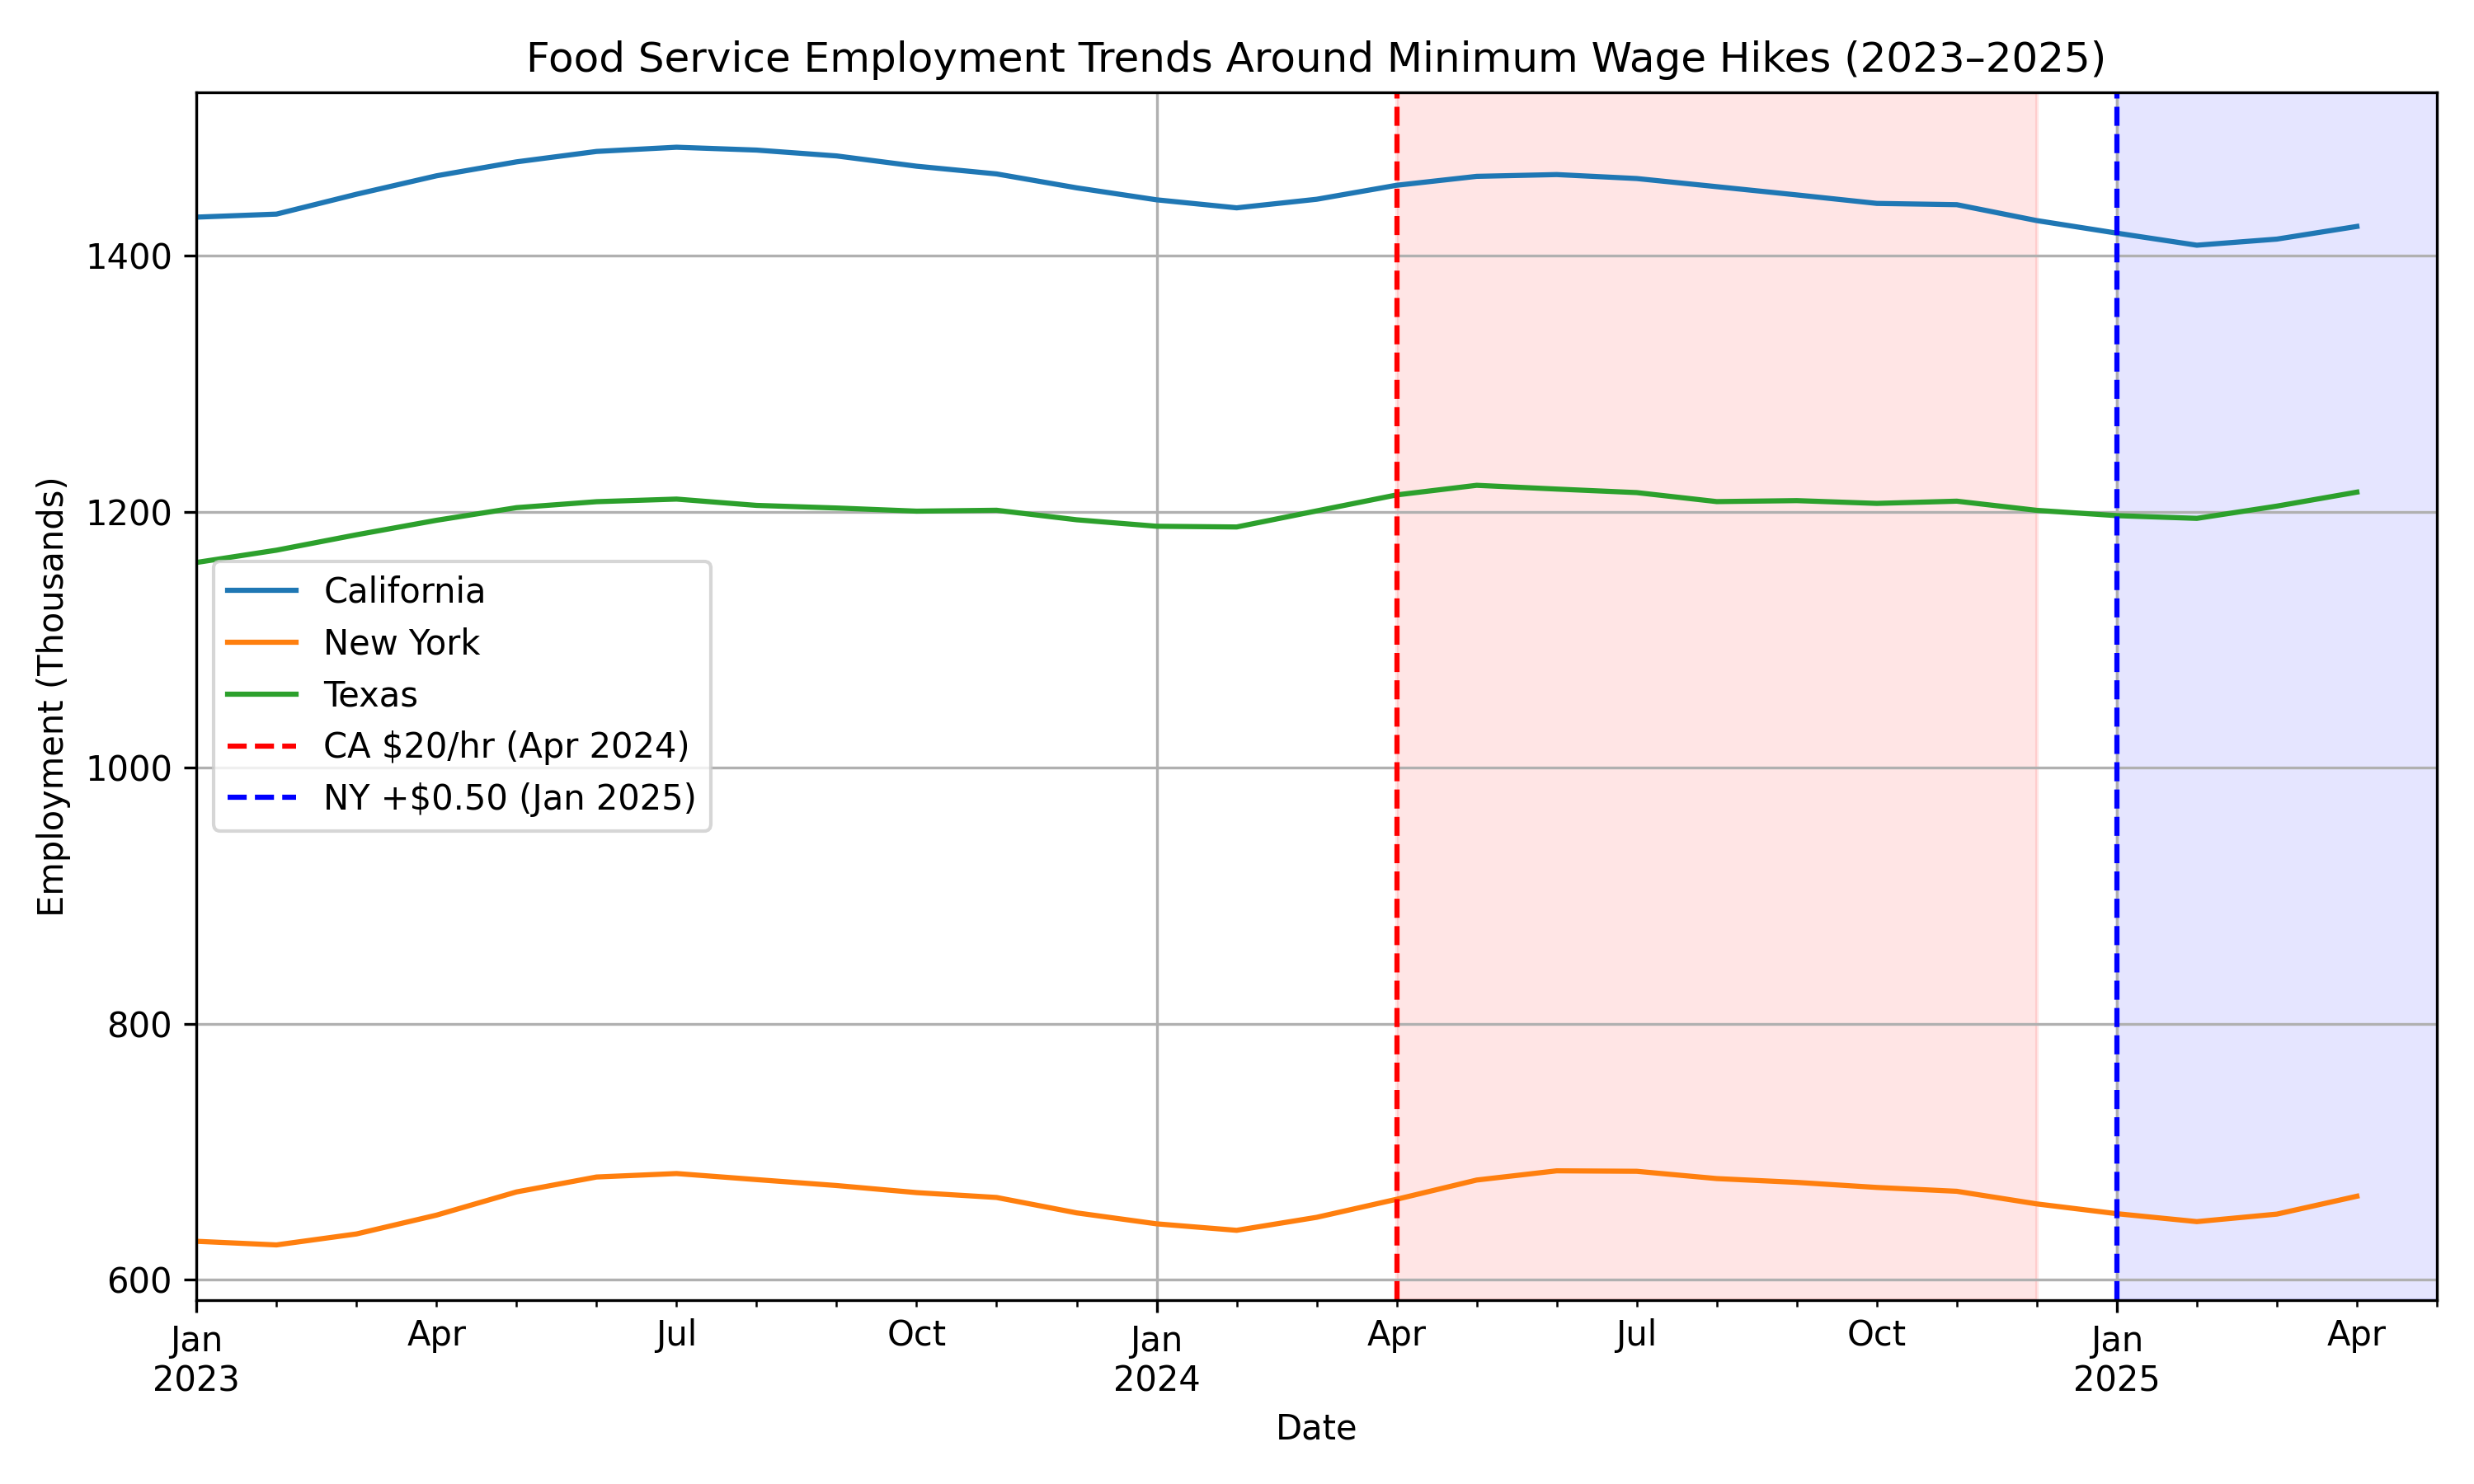 Food Service Employment Trends Around Minimum Wage Hikes (2023–2025)
Employment (Thousands)
1400
1200
1000
800
600
California
New York
Texas
CA $20/hr (Apr 2024)
NY +$0.50 (Jan 2025)
Jan
2023
Apr
Jul
Oct
Jan
2024
Apr
Jul
Oct
Jan
2025
Apr
Date